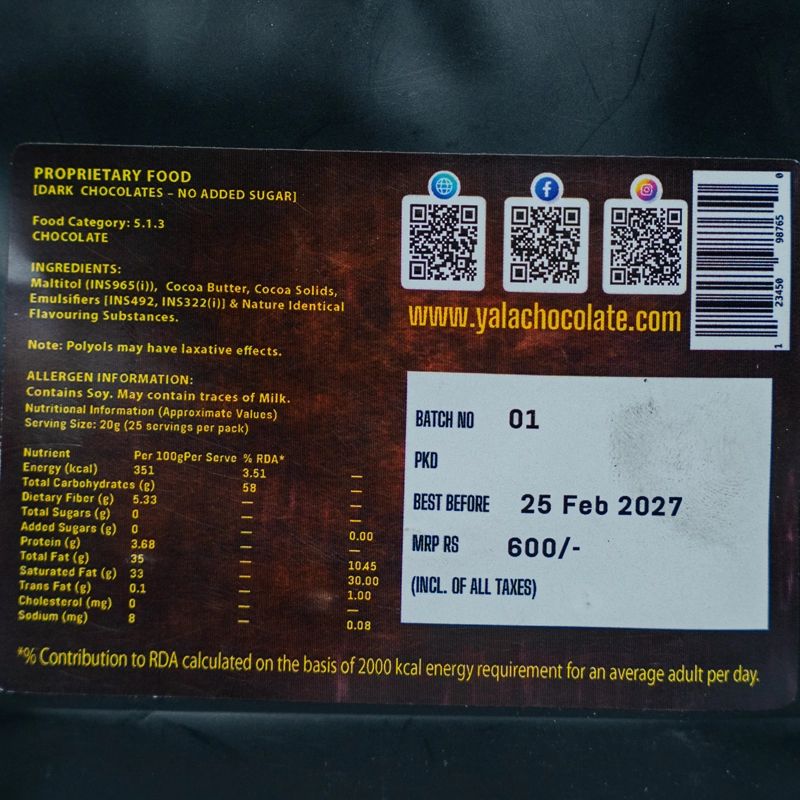 PROPRIETARY FOOD
[DARK CHOCOLATES – NO ADDED SUGAR]
Food Category: 5.1.3
CHOCOLATE
INGREDIENTS:
Maltitol (INS965(i)), Cocoa Butter, Cocoa Solids,
Emulsifiers [INS492, INS322(i)] & Nature Identical
Flavouring Substances.
Note: Polyols may have laxative effects.
ALLERGEN INFORMATION:
Contains Soy. May contain traces of Milk.
Nutritional Information (Approximate Values)
Serving Size: 20g (25 servings per pack)
Nutrient Per 100gPer Serve % RDA*
Energy (kcal) 351 3.51 —
Total Carbohydrates (g) 58 —
Dietary Fiber (g) 5.33 — —
Total Sugars (g) 0 — —
Added Sugars (g) 0 — 0.00
Protein (g) 3.68 — —
Total Fat (g) 35 — 10.45
Saturated Fat (g) 33 — 30.00
Trans Fat (g) 0.1 — 1.00
Cholesterol (mg) 0 — —
Sodium (mg) 8 — 0.08
*% Contribution to RDA calculated on the basis of 2000 kcal energy requirement for an average adult per day.
www.yalachocolate.com
1 23450 98765 0
BATCH NO 01
PKD
BEST BEFORE 25 Feb 2027
MRP RS 600/-
(INCL. OF ALL TAXES)